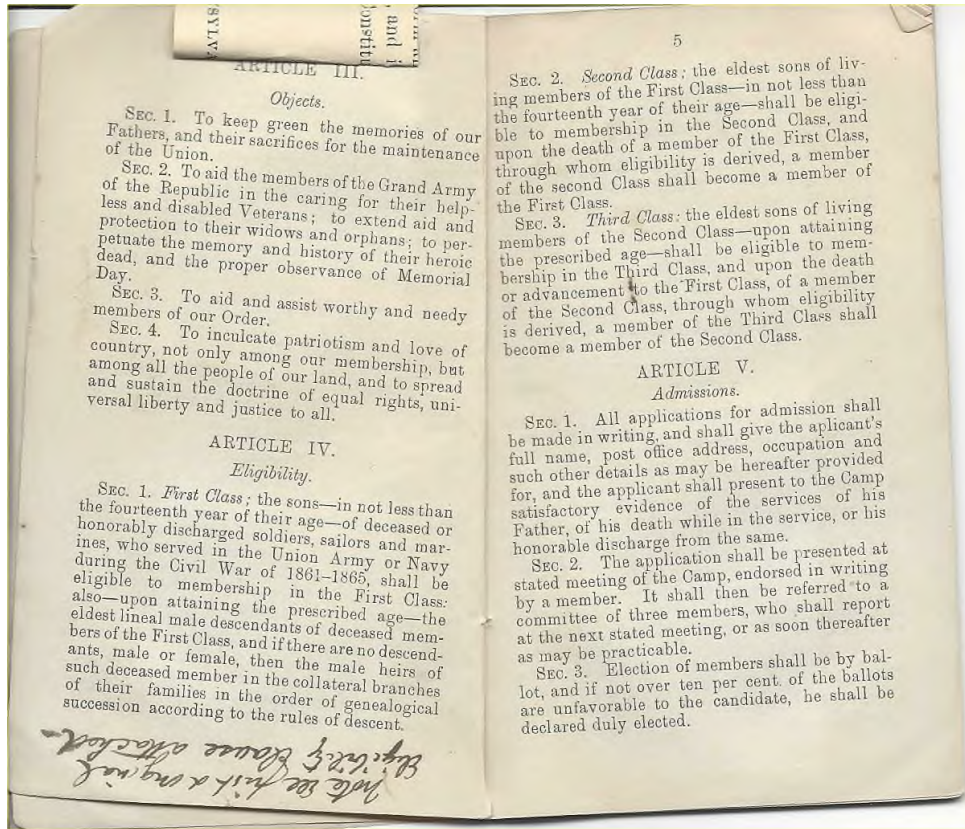 SYLVA
Constitu
, and i
ARTICLE III.
Objects.
SEC. 1. To keep green the memories of our
Fathers, and their sacrifices for the maintenance
of the Union.
SEC. 2. To aid the members of the Grand Army
of the Republic in the caring for their help-
less and disabled Veterans; to extend aid and
protection to their widows and orphans; to per-
petuate the memory and history of their heroic
dead, and the proper observance of Memorial
Day.
SEC. 3. To aid and assist worthy and needy
members of our Order.
SEC. 4. To inculcate patriotism and love of
country, not only among our membership, but
among all the people of our land, and to spread
and sustain the doctrine of equal rights, uni-
versal liberty and justice to all.
ARTICLE IV.
Eligibility.
SEC. 1. First Class; the sons—in not less than
the fourteenth year of their age—of deceased or
honorably discharged soldiers, sailors and mar-
ines, who served in the Union Army or Navy
during the Civil War of 1861-1865, shall be
eligible to membership in the First Class:
also—upon attaining the prescribed age—the
eldest lineal male descendants of deceased mem-
bers of the First Class, and if there are no descend-
ants, male or female, then the male heirs of
such deceased member in the collateral branches
of their families in the order of genealogical
succession according to the rules of descent.
note see first & original
Eligibility Clause attached
5
SEC. 2. Second Class; the eldest sons of liv-
ing members of the First Class—in not less than
the fourteenth year of their age—shall be eligi-
ble to membership in the Second Class, and
upon the death of a member of the First Class,
through whom eligibility is derived, a member
of the second Class shall become a member of
the First Class.
SEC. 3. Third Class: the eldest sons of living
members of the Second Class—upon attaining
the prescribed age—shall be eligible to mem-
bership in the Third Class, and upon the death
or advancement to the First Class, of a member
of the Second Class, through whom eligibility
is derived, a member of the Third Class shall
become a member of the Second Class.
ARTICLE V.
Admissions.
SEC. 1. All applications for admission shall
be made in writing, and shall give the aplicant's
full name, post office address, occupation and
such other details as may be hereafter provided
for, and the applicant shall present to the Camp
satisfactory evidence of the services of his
Father, of his death while in the service, or his
honorable discharge from the same.
SEC. 2. The application shall be presented at
stated meeting of the Camp, endorsed in writing
by a member. It shall then be referred to a
committee of three members, who shall report
at the next stated meeting, or as soon thereafter
as may be practicable.
SEC. 3. Election of members shall be by bal-
lot, and if not over ten per cent. of the ballots
are unfavorable to the candidate, he shall be
declared duly elected.